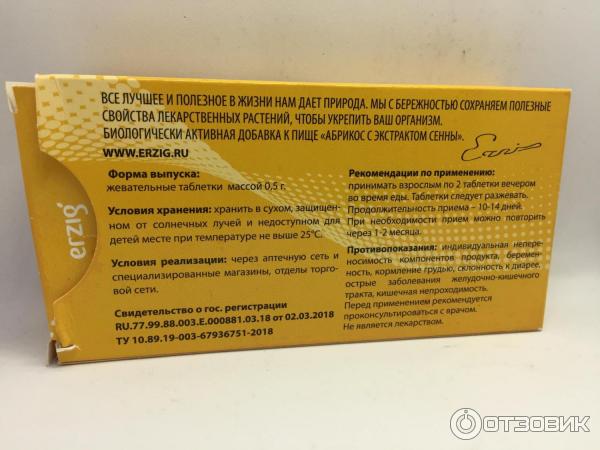 ВСЕ ЛУЧШЕЕ И ПОЛЕЗНОЕ В ЖИЗНИ НАМ ДАЕТ ПРИРОДА. МЫ С БЕРЕЖНОСТЬЮ СОХРАНЯЕМ ПОЛЕЗНЫЕ
СВОЙСТВА ЛЕКАРСТВЕННЫХ РАСТЕНИЙ, ЧТОБЫ УКРЕПИТЬ ВАШ ОРГАНИЗМ.
БИОЛОГИЧЕСКИ АКТИВНАЯ ДОБАВКА К ПИЩЕ «АБРИКОС С ЭКСТРАКТОМ СЕННЫ».
WWW.ERZIG.RU
erzig
Форма выпуска:
жевательные таблетки массой 0,5 г.
Условия хранения: хранить в сухом, защищен-
ном от солнечных лучей и недоступном для
детей месте при температуре не выше 25°С.
Условия реализации: через аптечную сеть и
специализированные магазины, отделы торго-
вой сети.
Свидетельство о гос. регистрации
RU.77.99.88.003.E.000881.03.18 от 02.03.2018
ТУ 10.89.19-003-67936751-2018
Рекомендации по применению:
принимать взрослым по 2 таблетки вечером
во время еды. Таблетки следует разжевать.
Продолжительность приема – 10-14 дней.
При необходимости прием можно повторить
через 1-2 месяца.
Противопоказания: индивидуальная непере-
носимость компонентов продукта, беремен-
ность, кормление грудью, склонность к диарее,
острые заболевания желудочно-кишечного
тракта, кишечная непроходимость.
Перед применением рекомендуется
проконсультироваться с врачом.
Не является лекарством.
ОТЗОВИК